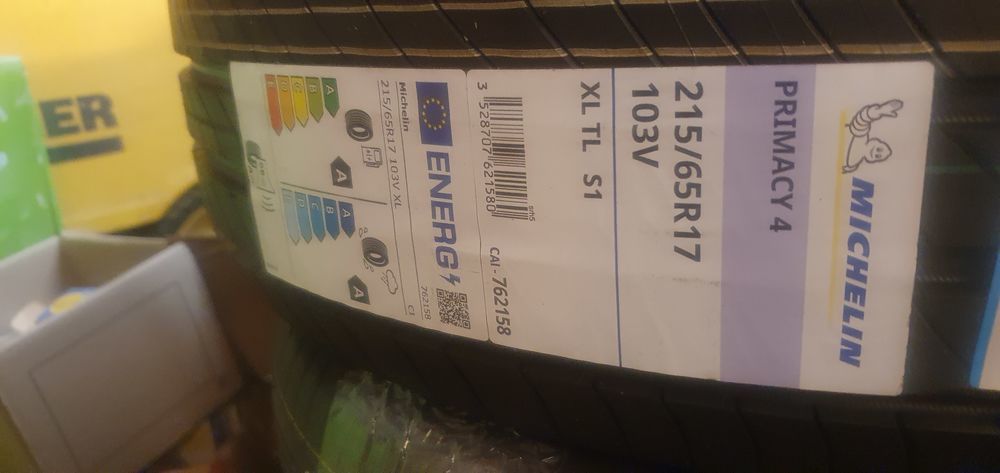 MICHELIN
PRIMACY 4
215/65R17
103V
XL TL S1
3 528707 621580
CAI - 762158
ENERG
Michelin
762158
215/65R17 103V XL
C1
A
B
A
A
B
C
A
ER